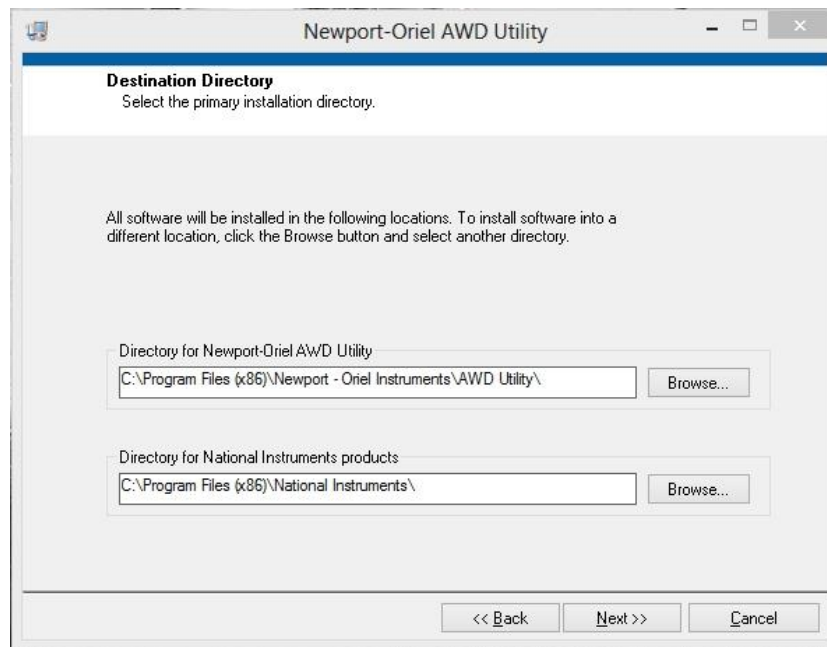 Newport-Oriel AWD Utility
Destination Directory
Select the primary installation directory.
All software will be installed in the following locations. To install software into a
different location, click the Browse button and select another directory.
Directory for Newport-Oriel AWD Utility
C:\Program Files (x86)\Newport - Oriel Instruments\AWD Utility\
Browse...
Directory for National Instruments products
C:\Program Files (x86)\National Instruments\
Browse...
<< Back
Next >>
Cancel